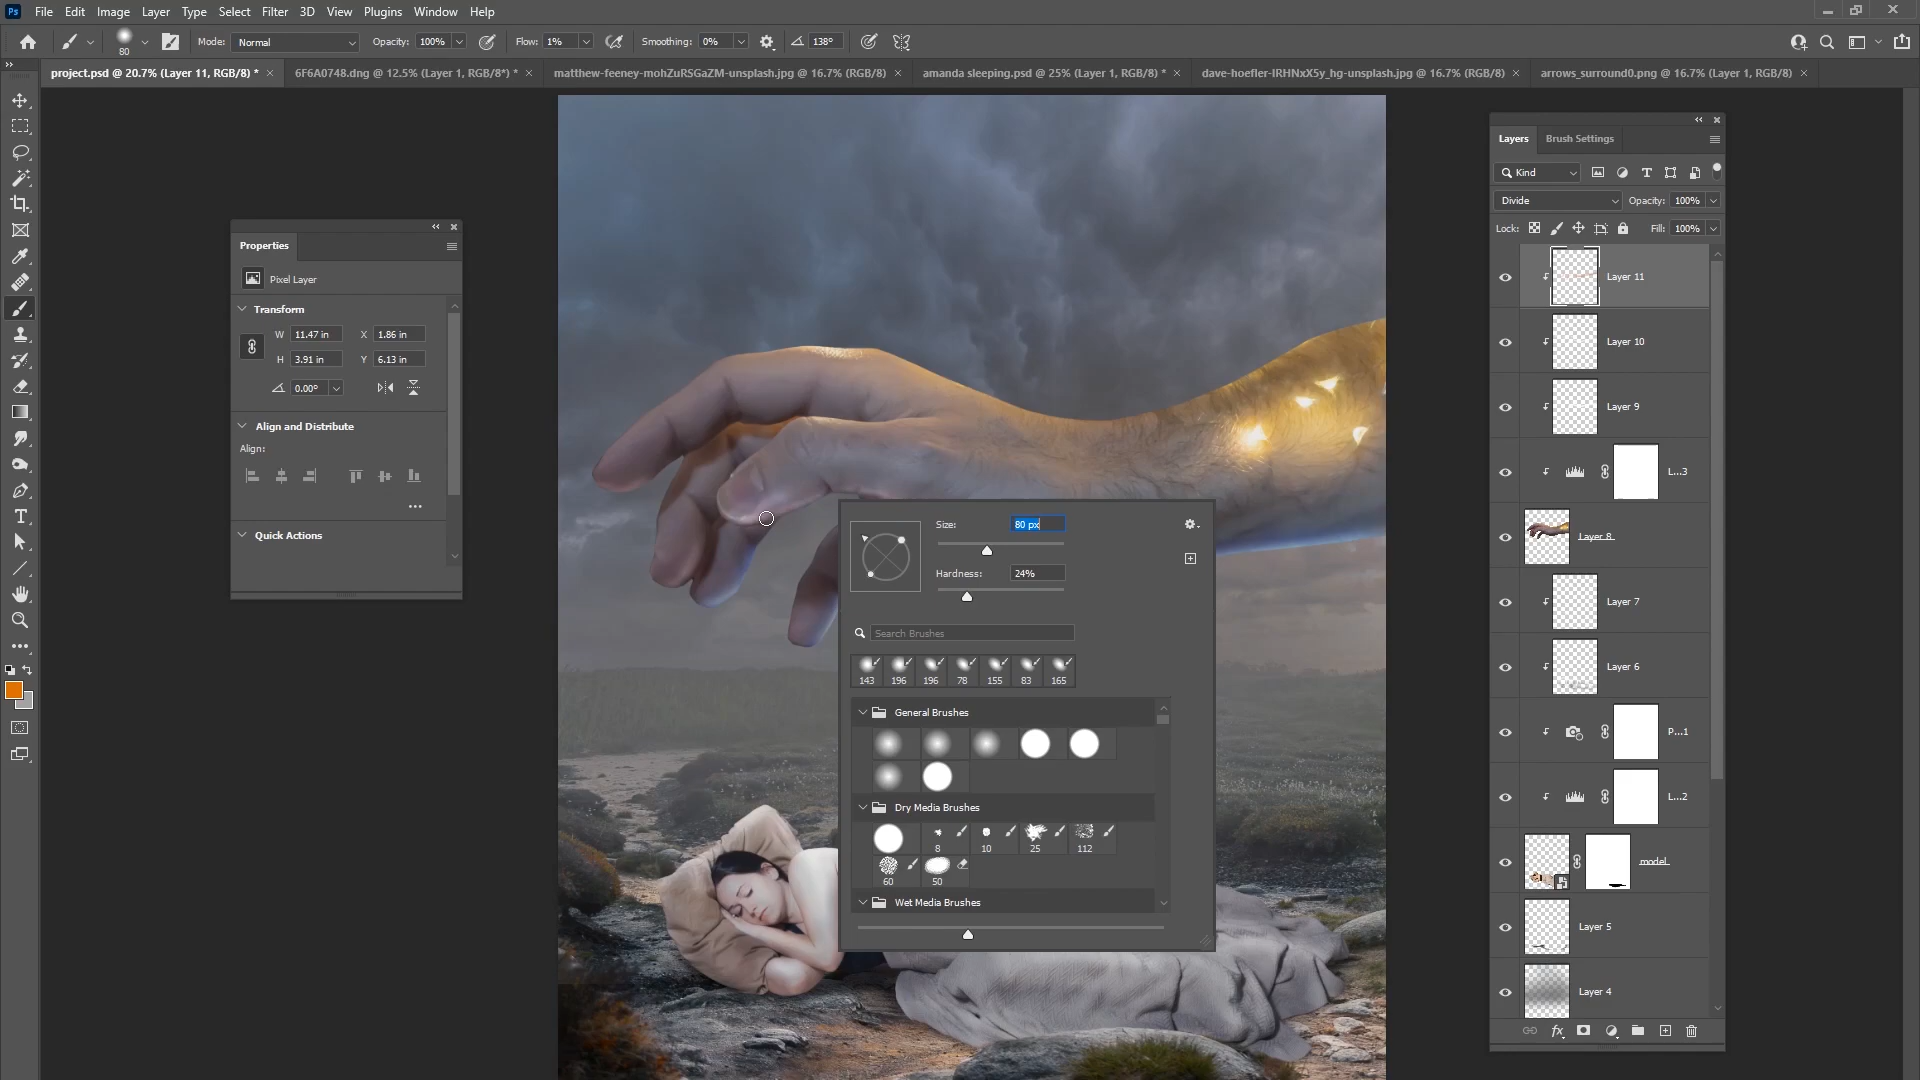 Ps File Edit Image Layer Type Select Filter 3D View Plugins Window Help
80 Mode: Normal Opacity: 100% Flow: 1% Smoothing: 0% 138°
project.psd @ 20.7% (Layer 11, RGB/8) * 6F6A0748.dng @ 12.5% (Layer 1, RGB/8*) * matthew-feeney-mohZuRSGaZM-unsplash.jpg @ 16.7% (RGB/8) amanda sleeping.psd @ 25% (Layer 1, RGB/8) * dave-hoefler-IRHNxX5y_hg-unsplash.jpg @ 16.7% (RGB/8) arrows_surround0.png @ 16.7% (Layer 1, RGB/8)
Properties
Pixel Layer
Transform
W 11.47 in X 1.86 in
H 3.91 in Y 6.13 in
0.00°
Align and Distribute
Align:
Quick Actions
Size: 80 px
Hardness: 24%
Search Brushes
143 196 196 78 155 83 165
General Brushes
Dry Media Brushes
8 10 25 112
60 50
Wet Media Brushes
Layers Brush Settings
Kind
Divide Opacity: 100%
Lock: Fill: 100%
Layer 11
Layer 10
Layer 9
L...3
Layer 8
Layer 7
Layer 6
P...1
L...2
model
Layer 5
Layer 4
fx